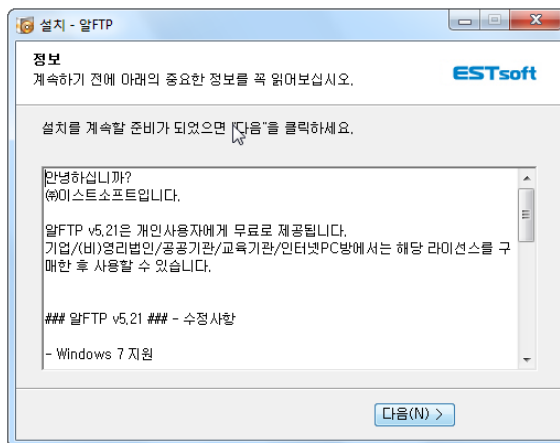 설치 - 알FTP
정보
계속하기 전에 아래의 중요한 정보를 꼭 읽어보십시오.
ESTsoft
설치를 계속할 준비가 되었으면 "다음"을 클릭하세요.
안녕하십니까?
㈜이스트소프트입니다.
알FTP v5.21은 개인사용자에게 무료로 제공됩니다.
기업/(비)영리법인/공공기관/교육기관/인터넷PC방에서는 해당 라이선스를 구
매한 후 사용할 수 있습니다.
### 알FTP v5.21 ### - 수정사항
- Windows 7 지원
다음(N) >